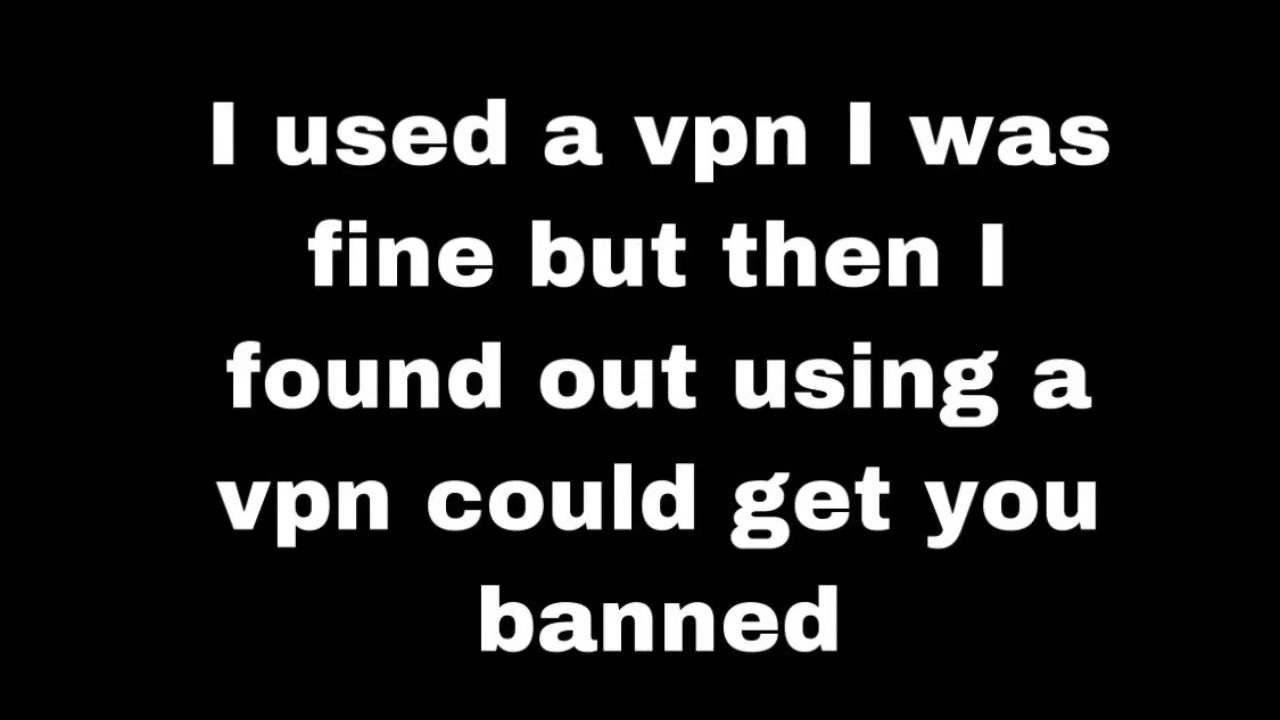 I used a vpn I was
fine but then I
found out using a
vpn could get you
banned